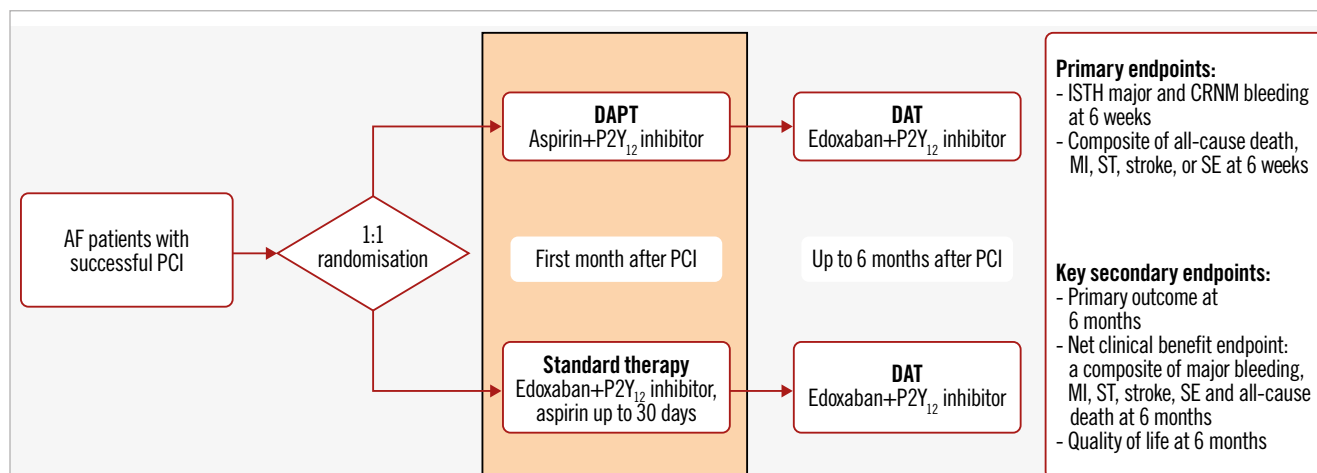 AF patients with
successful PCI
1:1
randomisation
DAPT
Aspirin+P2Y₁₂ inhibitor
First month after PCI
Standard therapy
Edoxaban+P2Y₁₂ inhibitor,
aspirin up to 30 days
DAT
Edoxaban+P2Y₁₂ inhibitor
Up to 6 months after PCI
DAT
Edoxaban+P2Y₁₂ inhibitor
Primary endpoints:
- ISTH major and CRNM bleeding
at 6 weeks
- Composite of all-cause death,
MI, ST, stroke, or SE at 6 weeks
Key secondary endpoints:
- Primary outcome at
6 months
- Net clinical benefit endpoint:
a composite of major bleeding,
MI, ST, stroke, SE and all-cause
death at 6 months
- Quality of life at 6 months